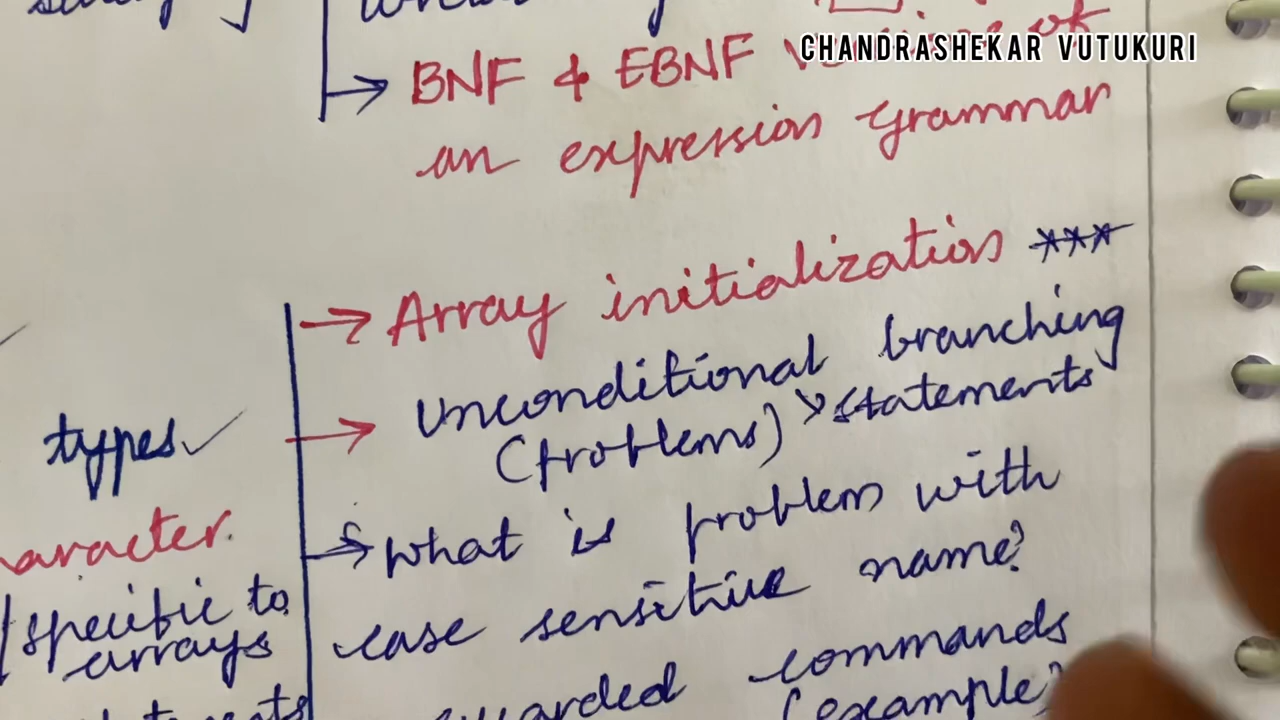 CHANDRASHEKAR VUTUKURI
→ BNF & EBNF of
an expression grammar
→ Array initialization ***
→ Unconditional branching
(problems) statements
→ What is problem with
case sensitive name?
commands
(example)
types ✓
aracter.
specific to
arrays